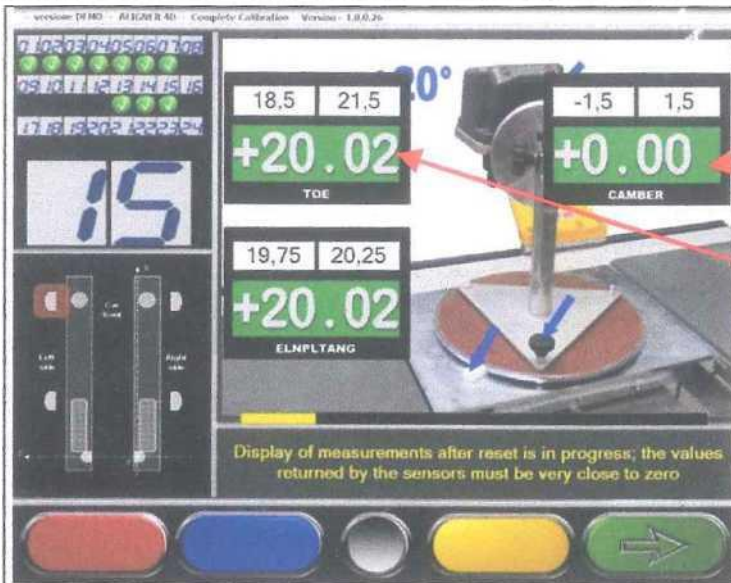 versione DEMO - ALIGNER 4D - Complety Calibration Versino - 1.0.0.26
01 02 03 04 05 06 07 08
09 10 11 12 13 14 15 16
17 18 19 20 21 22 23 24
15
20°
18,5 21,5
+20.02
TOE
-1,5 1,5
+0.00
CAMBER
19,75 20,25
+20.02
ELNPLTANG
Left
side
Right
side
Display of measurements after reset is in progress; the values
returned by the sensors must be very close to zero